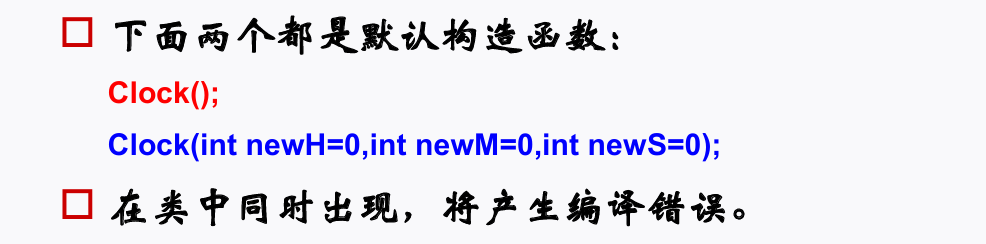 下面两个都是默认构造函数：
Clock();
Clock(int newH=0,int newM=0,int newS=0);
在类中同时出现，将产生编译错误。